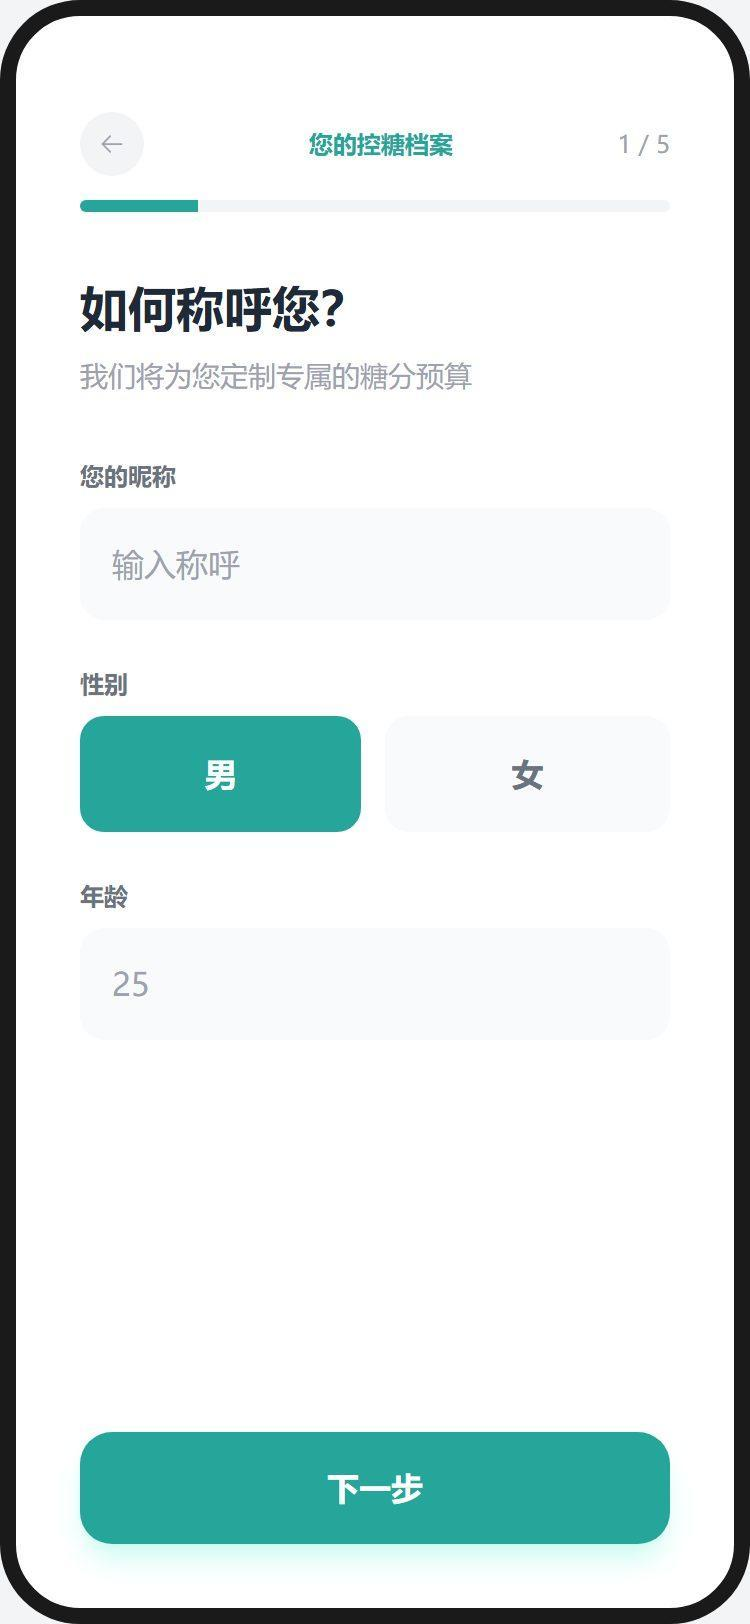 ←
您的控糖档案
1 / 5
如何称呼您?
我们将为您定制专属的糖分预算
您的昵称
输入称呼
性别
男
女
年龄
25
下一步